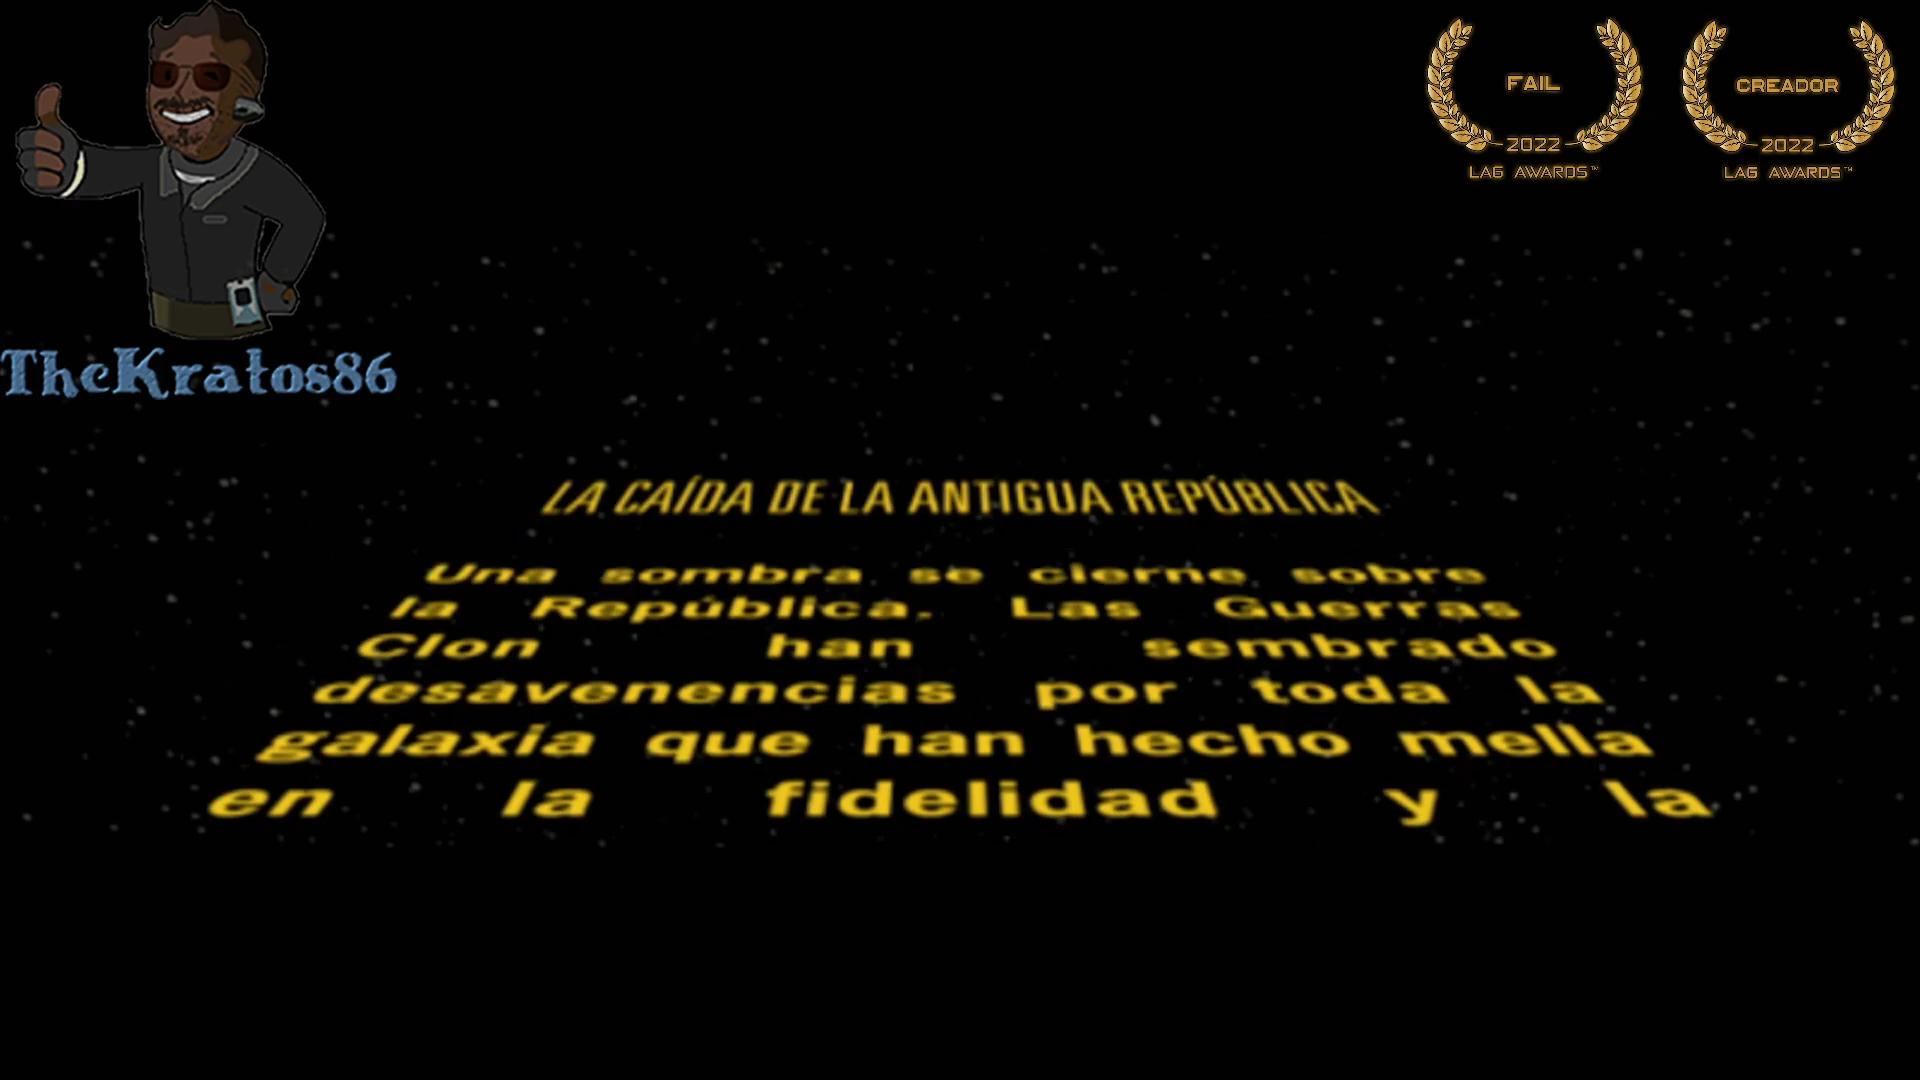 FAIL
2022
LAG AWARDS™
CREADOR
2022
LAG AWARDS™
TheKratos86
LA CAÍDA DE LA ANTIGUA REPÚBLICA
Una sombra se cierne sobre
la República. Las Guerras
Clon han sembrado
desavenencias por toda la
galaxia que han hecho mella
en la fidelidad y la